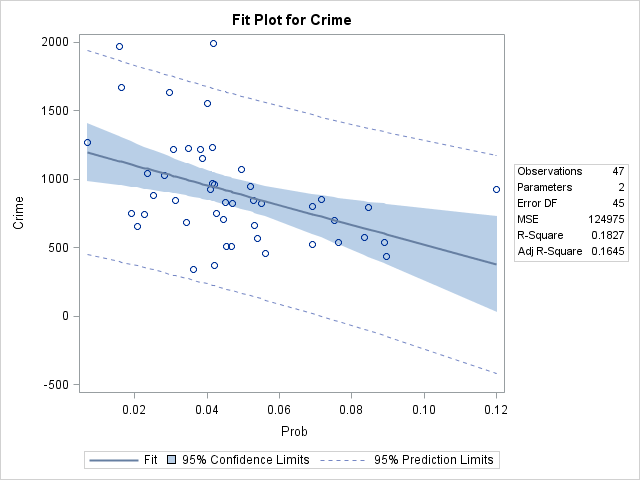 Fit Plot for Crime
2000
1500
1000
500
0
-500
Crime
0.02 0.04 0.06 0.08 0.10 0.12
Prob
Observations 47
Parameters 2
Error DF 45
MSE 124975
R-Square 0.1827
Adj R-Square 0.1645
Fit 95% Confidence Limits 95% Prediction Limits